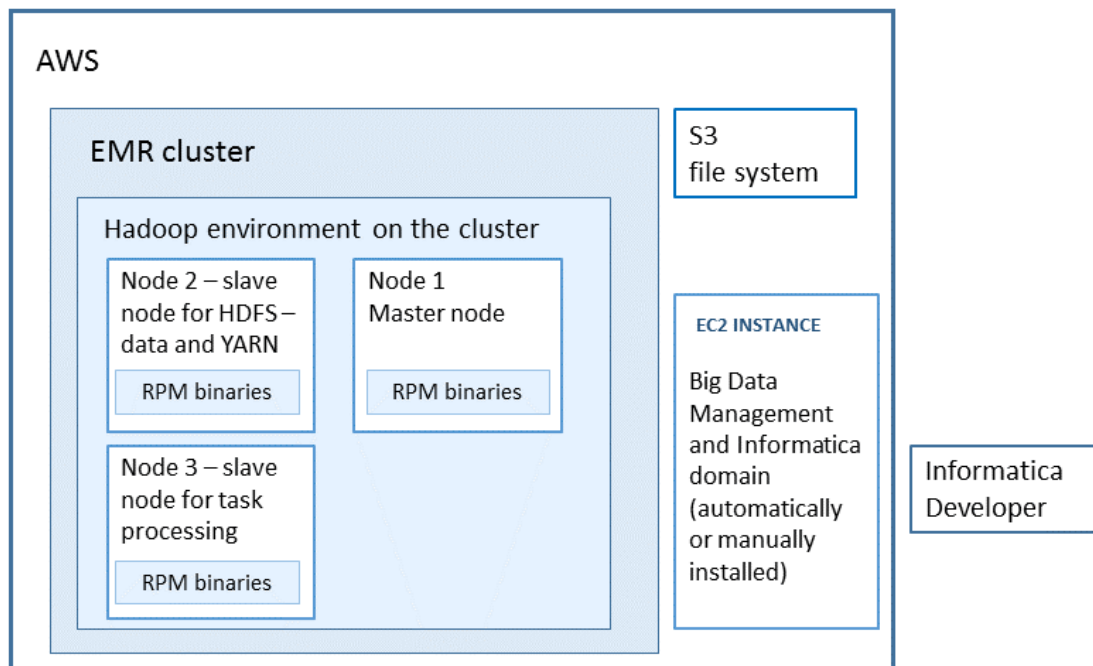 AWS
EMR cluster
Hadoop environment on the cluster
Node 2 – slave
node for HDFS –
data and YARN
RPM binaries
Node 1
Master node
RPM binaries
Node 3 – slave
node for task
processing
RPM binaries
S3
file system
EC2 INSTANCE
Big Data
Management
and Informatica
domain
(automatically
or manually
installed)
Informatica
Developer